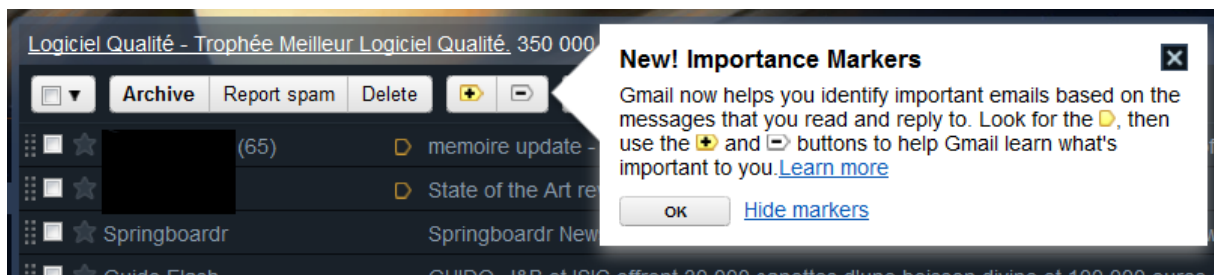 Logiciel Qualité - Trophée Meilleur Logiciel Qualité. 350 000
Archive Report spam Delete
New! Importance Markers
Gmail now helps you identify important emails based on the
messages that you read and reply to. Look for the , then
use the and buttons to help Gmail learn what's
important to you.Learn more
OK Hide markers
(65) memoire update -
State of the Art re
Springboardr Springboardr New